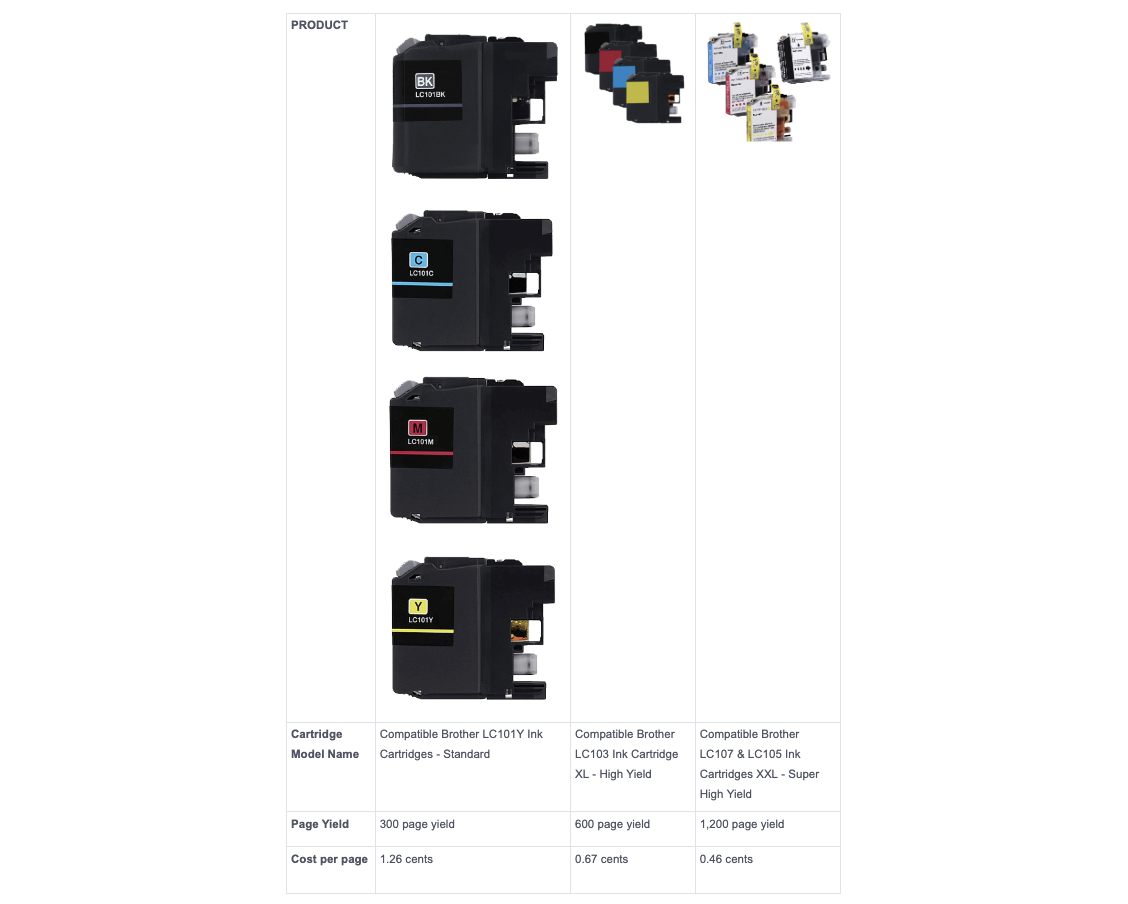 PRODUCT
BK
LC101BK
C
LC101C
M
LC101M
Y
LC101Y
Cartridge
Model Name
Compatible Brother LC101Y Ink
Cartridges - Standard
Compatible Brother
LC103 Ink Cartridge
XL - High Yield
Compatible Brother
LC107 & LC105 Ink
Cartridges XXL - Super
High Yield
Page Yield
300 page yield
600 page yield
1,200 page yield
Cost per page
1.26 cents
0.67 cents
0.46 cents